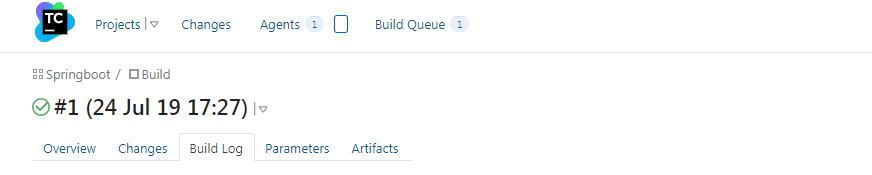 TC
Projects Changes Agents 1 Build Queue 1
Springboot / Build
#1 (24 Jul 19 17:27)
Overview Changes Build Log Parameters Artifacts